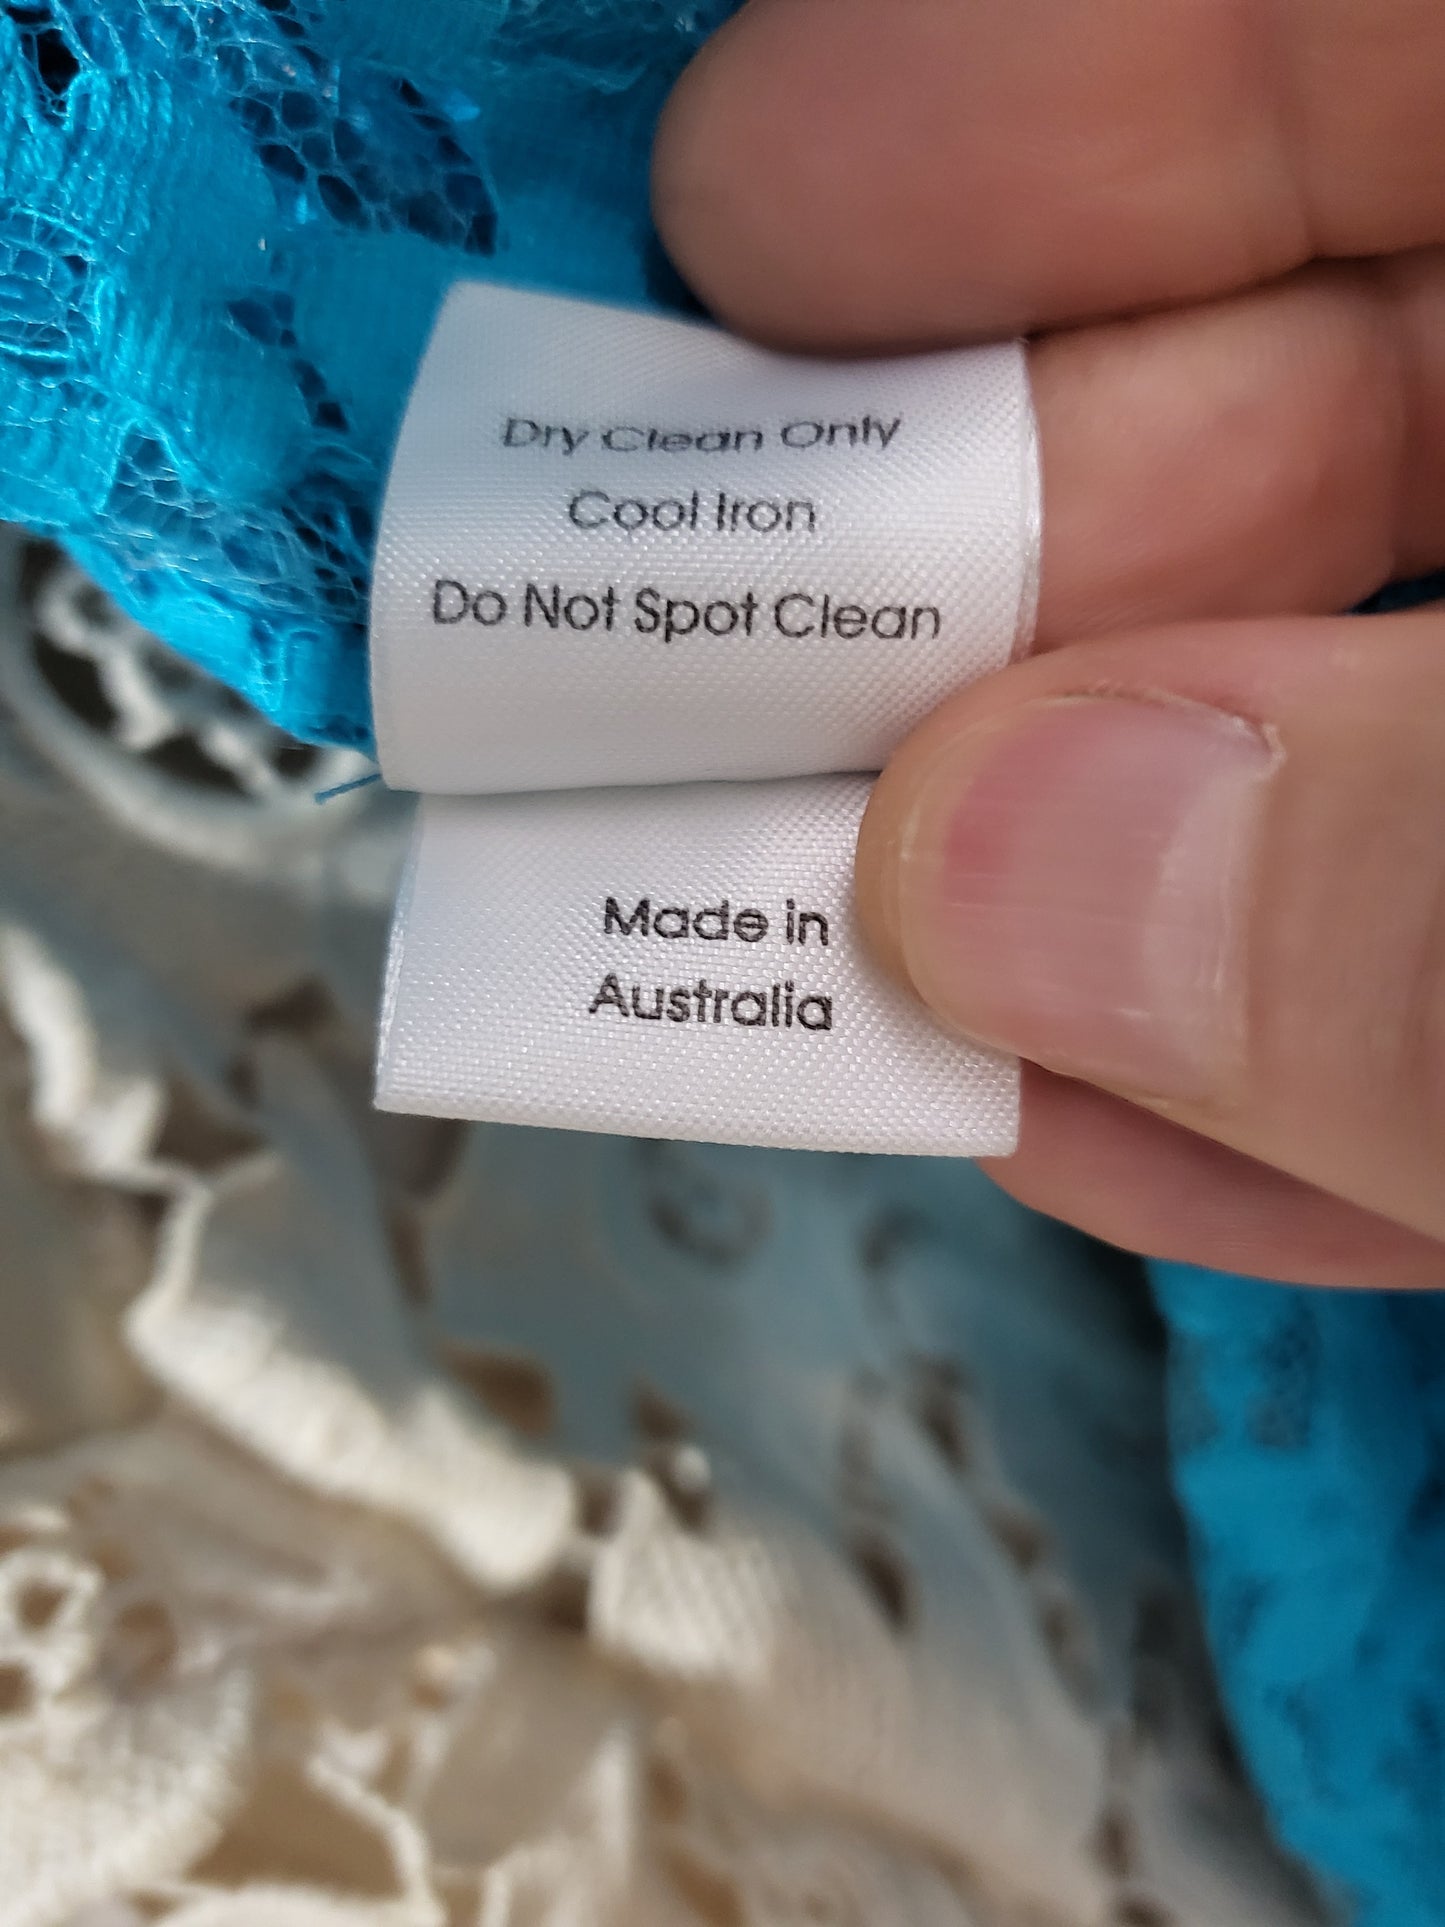 Dry Clean Only
Cool Iron
Do Not Spot Clean
Made in
Australia